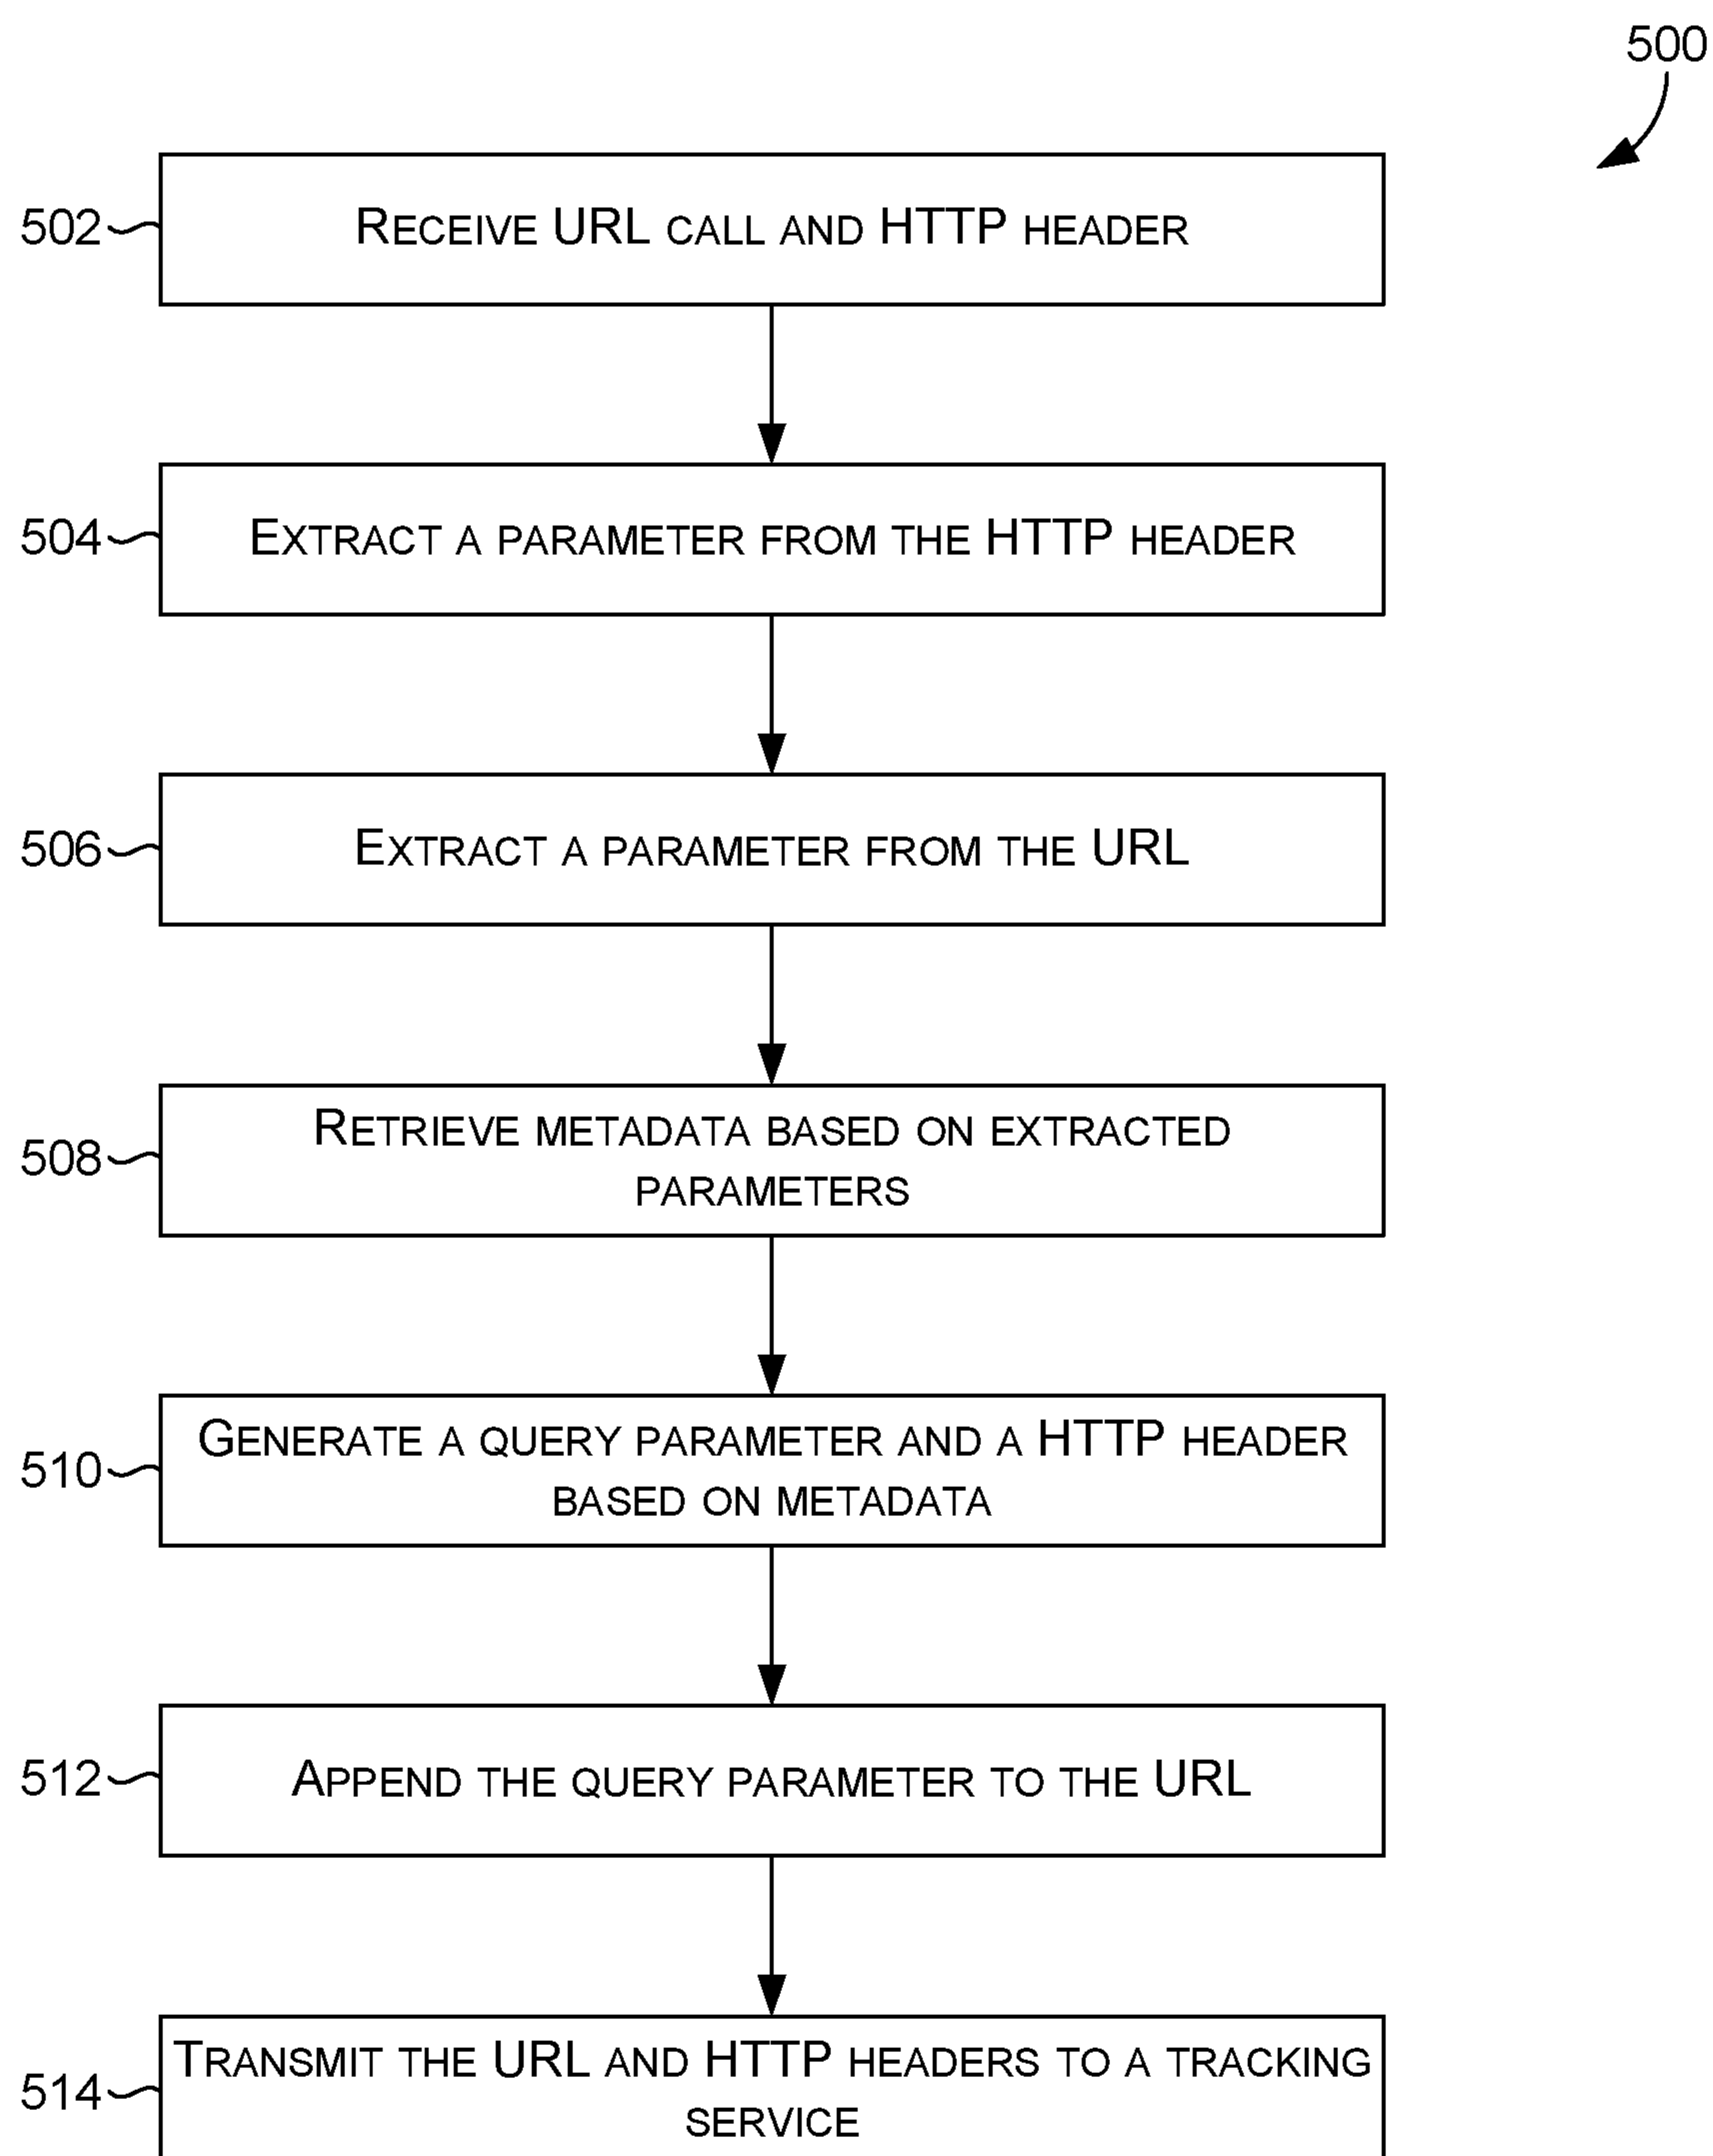 500
502
RECEIVE URL CALL AND HTTP HEADER
504
EXTRACT A PARAMETER FROM THE HTTP HEADER
506
EXTRACT A PARAMETER FROM THE URL
508
RETRIEVE METADATA BASED ON EXTRACTED
PARAMETERS
510
GENERATE A QUERY PARAMETER AND A HTTP HEADER
BASED ON METADATA
512
APPEND THE QUERY PARAMETER TO THE URL
514
TRANSMIT THE URL AND HTTP HEADERS TO A TRACKING
SERVICE